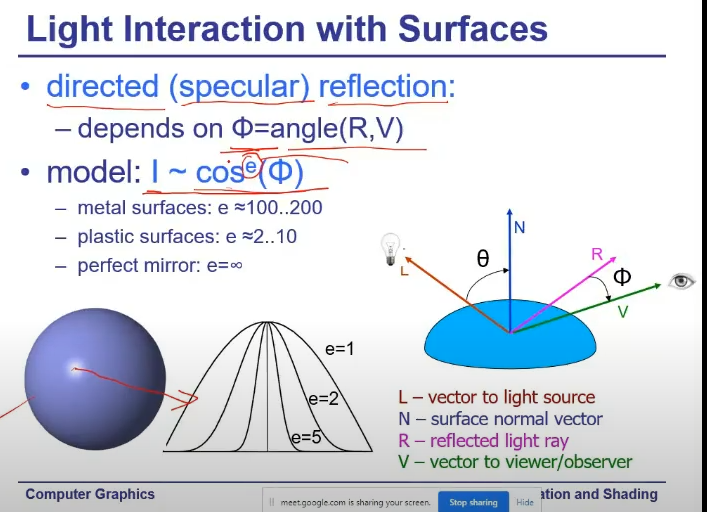 Light Interaction with Surfaces
• directed (specular) reflection:
– depends on Φ=angle(R,V)
• model: I ~ cosᵉ(Φ)
– metal surfaces: e ≈100..200
– plastic surfaces: e ≈2..10
– perfect mirror: e=∞
N
θ
R
L
Φ
V
e=1
e=2
e=5
L – vector to light source
N – surface normal vector
R – reflected light ray
V – vector to viewer/observer
Computer Graphics
ation and Shading
meet.google.com is sharing your screen.
Stop sharing
Hide